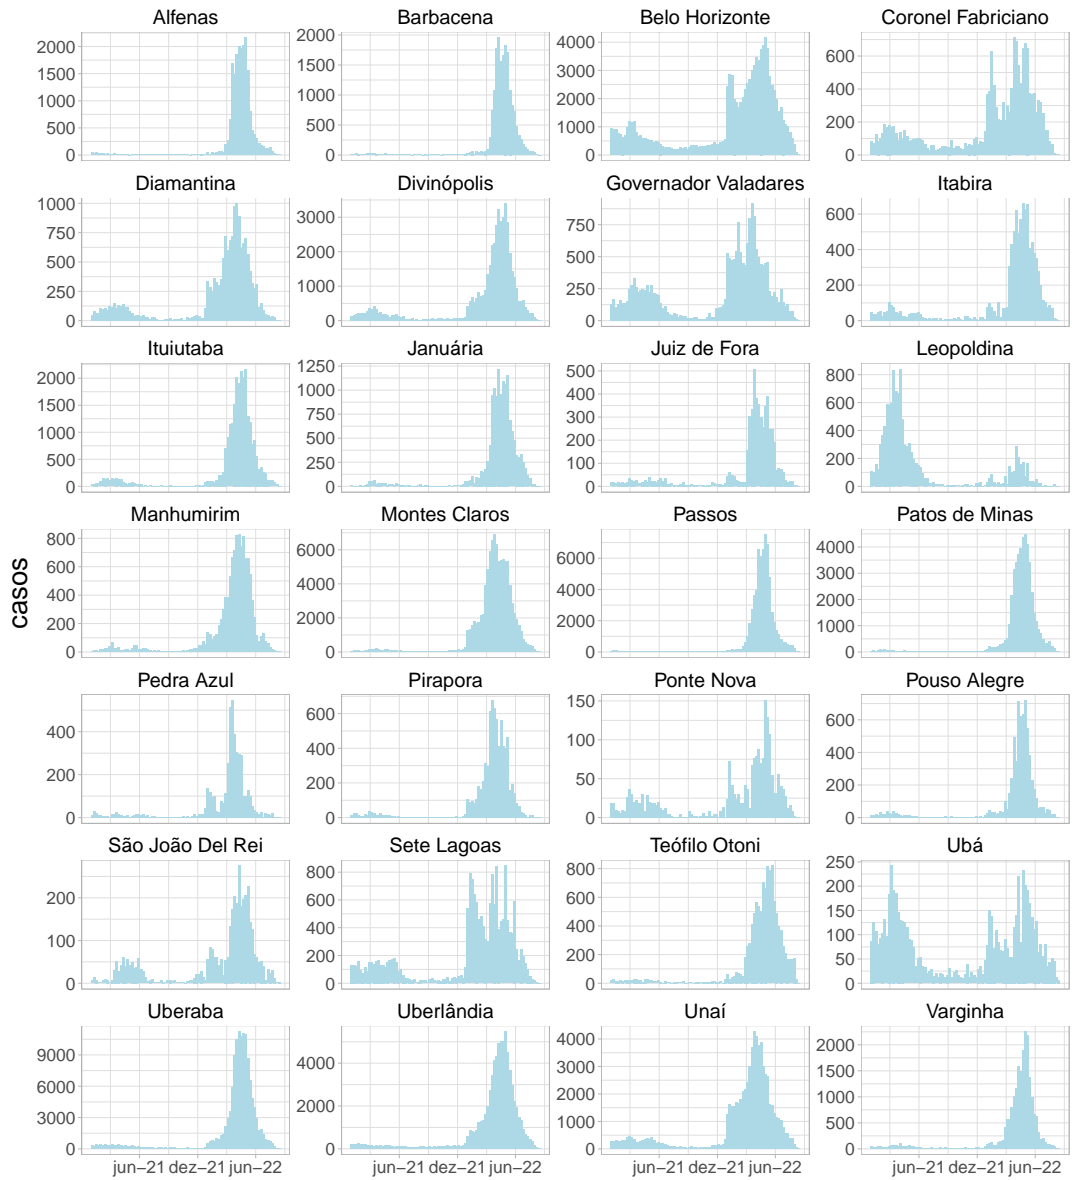 Alfenas Barbacena Belo Horizonte Coronel Fabriciano
2000 1500 1000 500 0
2000 1500 1000 500 0
4000 3000 2000 1000 0
600 400 200 0
Diamantina Divinópolis Governador Valadares Itabira
1000 750 500 250 0
3000 2000 1000 0
750 500 250 0
600 400 200 0
Ituiutaba Januária Juiz de Fora Leopoldina
2000 1500 1000 500 0
1250 1000 750 500 250 0
500 400 300 200 100 0
800 600 400 200 0
casos
Manhumirim Montes Claros Passos Patos de Minas
800 600 400 200 0
6000 4000 2000 0
6000 4000 2000 0
4000 3000 2000 1000 0
Pedra Azul Pirapora Ponte Nova Pouso Alegre
400 200 0
600 400 200 0
150 100 50 0
600 400 200 0
São João Del Rei Sete Lagoas Teófilo Otoni Ubá
200 100 0
800 600 400 200 0
800 600 400 200 0
250 200 150 100 50 0
Uberaba Uberlândia Unaí Varginha
9000 6000 3000 0
4000 2000 0
4000 3000 2000 1000 0
2000 1500 1000 500 0
jun−21 dez−21 jun−22 jun−21 dez−21 jun−22 jun−21 dez−21 jun−22 jun−21 dez−21 jun−22